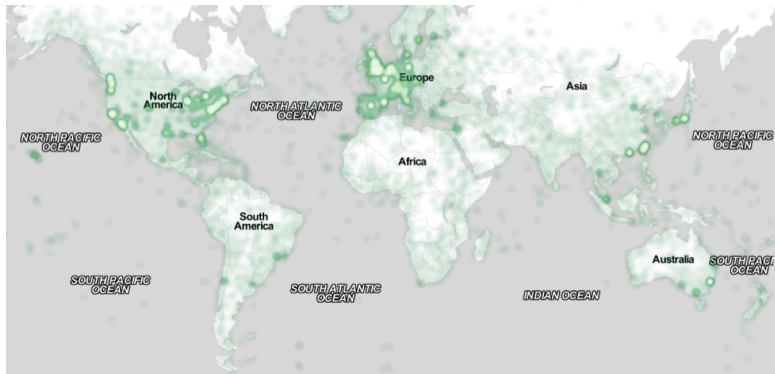 Europe
Asia
North
America
NORTH ATLANTIC
OCEAN
NORTH PACIFIC
OCEAN
NORTH PACIFIC
OCEAN
Africa
South
America
Australia
SOUTH PACI
OCEAN
SOUTH PACIFIC
OCEAN
SOUTH ATLANTIC
OCEAN
INDIAN OCEAN